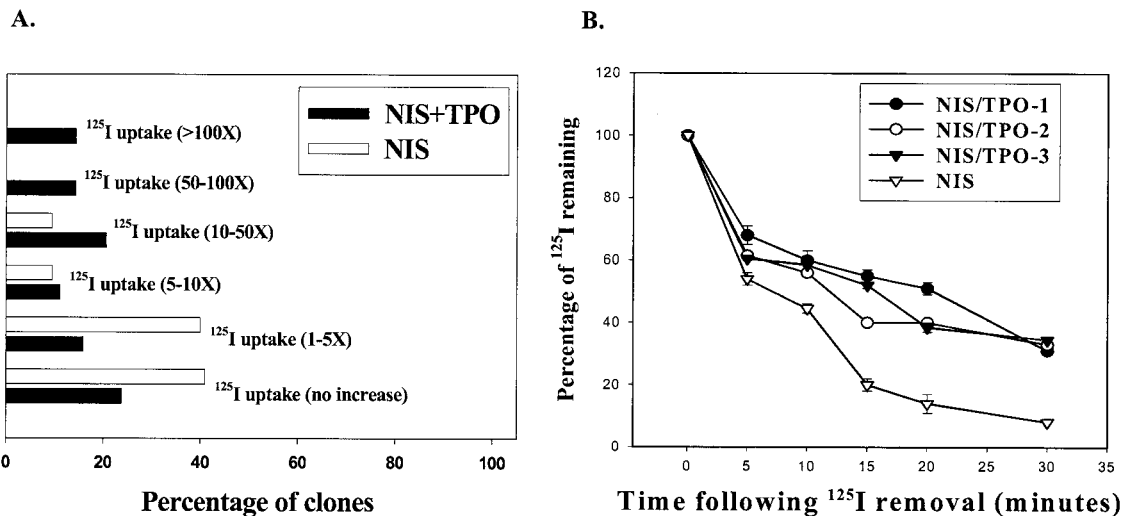 A.
NIS+TPO
NIS
¹²⁵I uptake (>100X)
¹²⁵I uptake (50-100X)
¹²⁵I uptake (10-50X)
¹²⁵I uptake (5-10X)
¹²⁵I uptake (1-5X)
¹²⁵I uptake (no increase)
0 20 40 60 80 100
Percentage of clones
B.
Percentage of ¹²⁵I remaining
120
100
80
60
40
20
0
NIS/TPO-1
NIS/TPO-2
NIS/TPO-3
NIS
0 5 10 15 20 25 30 35
Time following ¹²⁵I removal (minutes)